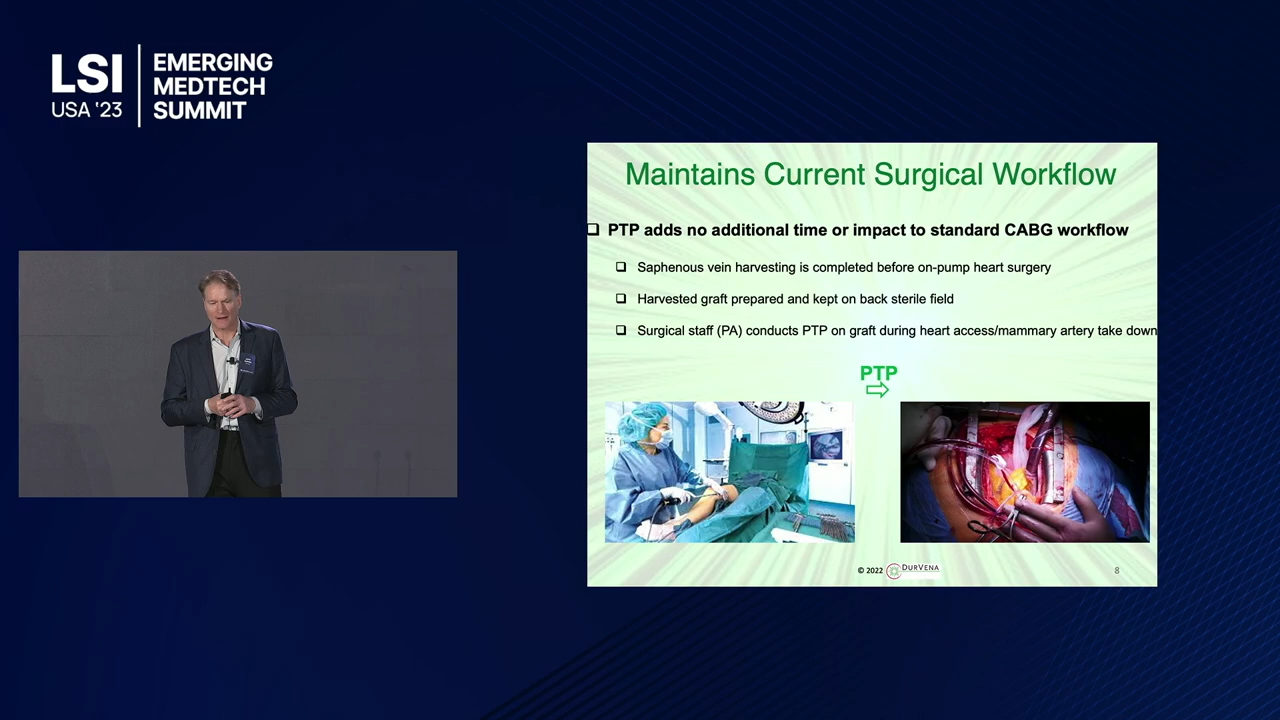 LSI
USA '23
EMERGING
MEDTECH
SUMMIT
Maintains Current Surgical Workflow
PTP adds no additional time or impact to standard CABG workflow
Saphenous vein harvesting is completed before on-pump heart surgery
Harvested graft prepared and kept on back sterile field
Surgical staff (PA) conducts PTP on graft during heart access/mammary artery take down
PTP
© 2022 DURVENA
8